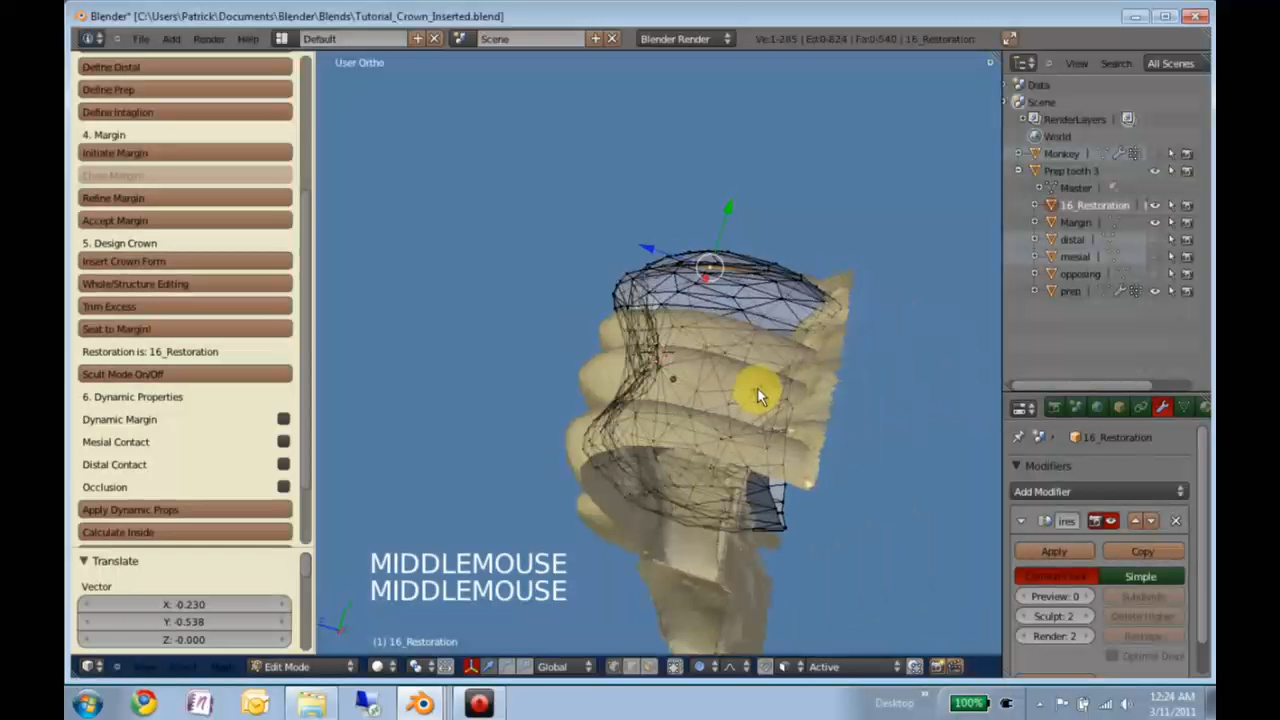 Blender* [C:\Users\Patrick\Documents\Blender\Blends\Tutorial_Crown_Inserted.blend]
File Add Render Help Default Scene Blender Render Ve:1-285 | Ed:0-824 | Fa:0-540 | 16_Restoration
View Search All Scenes
Define Distal
Define Prep
Define Intaglion
4. Margin
Initiate Margin
Refine Margin
Accept Margin
5. Design Crown
Insert Crown Form
Whole/Structure Editing
Trim Excess
Seat to Margin!
Restoration is: 16_Restoration
Scult Mode On/Off
6. Dynamic Properties
Dynamic Margin
Mesial Contact
Distal Contact
Occlusion
Apply Dynamic Props
Calculate Inside
Translate
Vector
X: -0.230
Y: -0.538
Z: -0.000
User Ortho
MIDDLEMOUSE
MIDDLEMOUSE
(1) 16_Restoration
Edit Mode Global Active
Data
Scene
RenderLayers |
World
Monkey |
Prep tooth 3
Master |
16_Restoration
Margin |
distal |
mesial |
opposing |
prep |
16_Restoration
Modifiers
Add Modifier
ires
Apply Copy
Simple
Preview: 0 Subdivide
Sculpt: 2 Delete Higher
Render: 2 Reshape
Optimal Displ
Desktop » 100% 12:24 AM
3/11/2011